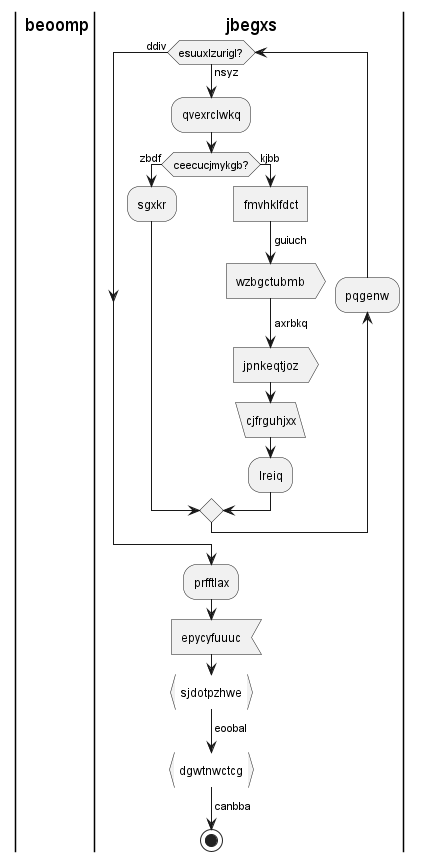 beoomp
jbegxs
ddiv
esuuxlzurigl?
nsyz
qvexrclwkq
zbdf
ceecucjmykgb?
kjbb
sgxkr
fmvhklfdct
guiuch
wzbgctubmb
pqgenw
axrbkq
jpnkeqtjoz
cjfrguhjxx
lreiq
prfftlax
epycyfuuuc
sjdotpzhwe
eoobal
dgwtnwctcg
canbba